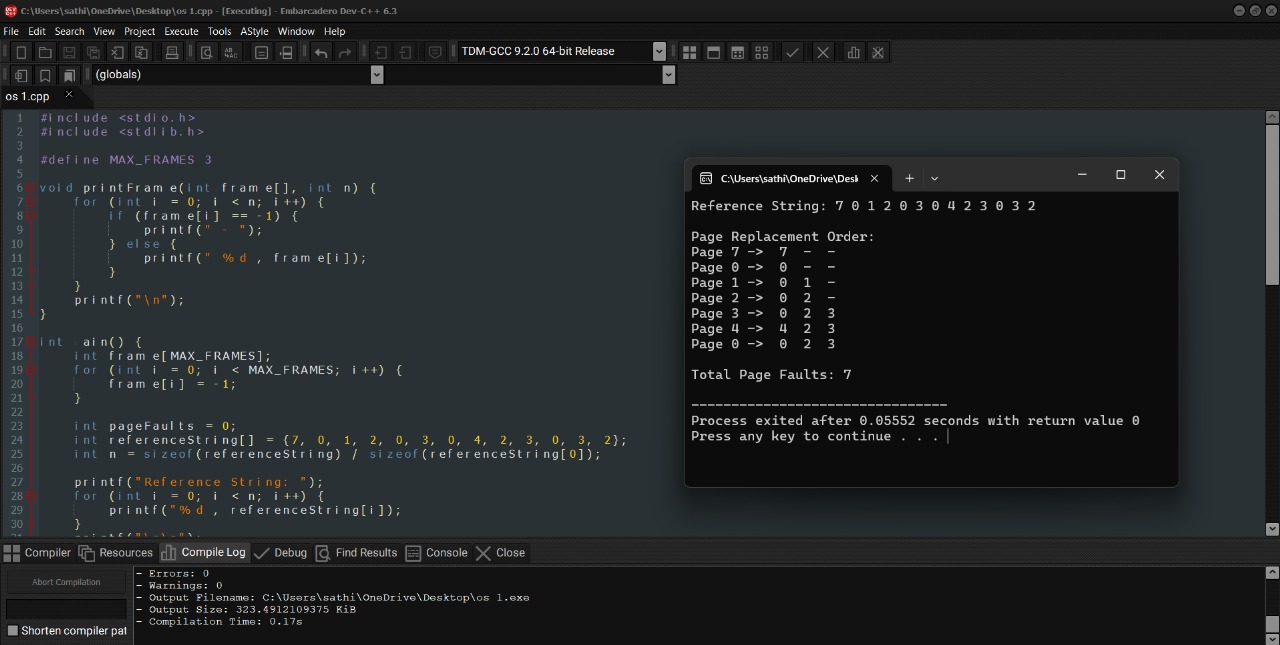 C:\Users\sathi\OneDrive\Desktop\os 1.cpp - [Executing] - Embarcadero Dev-C++ 6.3
File Edit Search View Project Execute Tools AStyle Window Help
TDM-GCC 9.2.0 64-bit Release
(globals)
os 1.cpp
1 #include <stdio.h>
2 #include <stdlib.h>
3
4 #define MAX_FRAMES 3
5
6 void printFrame(int frame[], int n) {
7 for (int i = 0; i < n; i++) {
8 if (frame[i] == -1) {
9 printf(" - ");
10 } else {
11 printf(" %d , frame[i]);
12 }
13 }
14 printf("\n");
15 }
16
17 int ain() {
18 int frame[MAX_FRAMES];
19 for (int i = 0; i < MAX_FRAMES; i++) {
20 frame[i] = -1;
21 }
22
23 int pageFaults = 0;
24 int referenceString[] = {7, 0, 1, 2, 0, 3, 0, 4, 2, 3, 0, 3, 2};
25 int n = sizeof(referenceString) / sizeof(referenceString[0]);
26
27 printf("Reference String: ");
28 for (int i = 0; i < n; i++) {
29 printf("%d , referenceString[i]);
30 }
C:\Users\sathi\OneDrive\Desk
Reference String: 7 0 1 2 0 3 0 4 2 3 0 3 2
Page Replacement Order:
Page 7 -> 7 - -
Page 0 -> 0 - -
Page 1 -> 0 1 -
Page 2 -> 0 2 -
Page 3 -> 0 2 3
Page 4 -> 4 2 3
Page 0 -> 0 2 3
Total Page Faults: 7
--------------------------------
Process exited after 0.05552 seconds with return value 0
Press any key to continue . . .
Compiler Resources Compile Log Debug Find Results Console Close
Abort Compilation
Shorten compiler pat
- Errors: 0
- Warnings: 0
- Output Filename: C:\Users\sathi\OneDrive\Desktop\os 1.exe
- Output Size: 323.4912109375 KiB
- Compilation Time: 0.17s